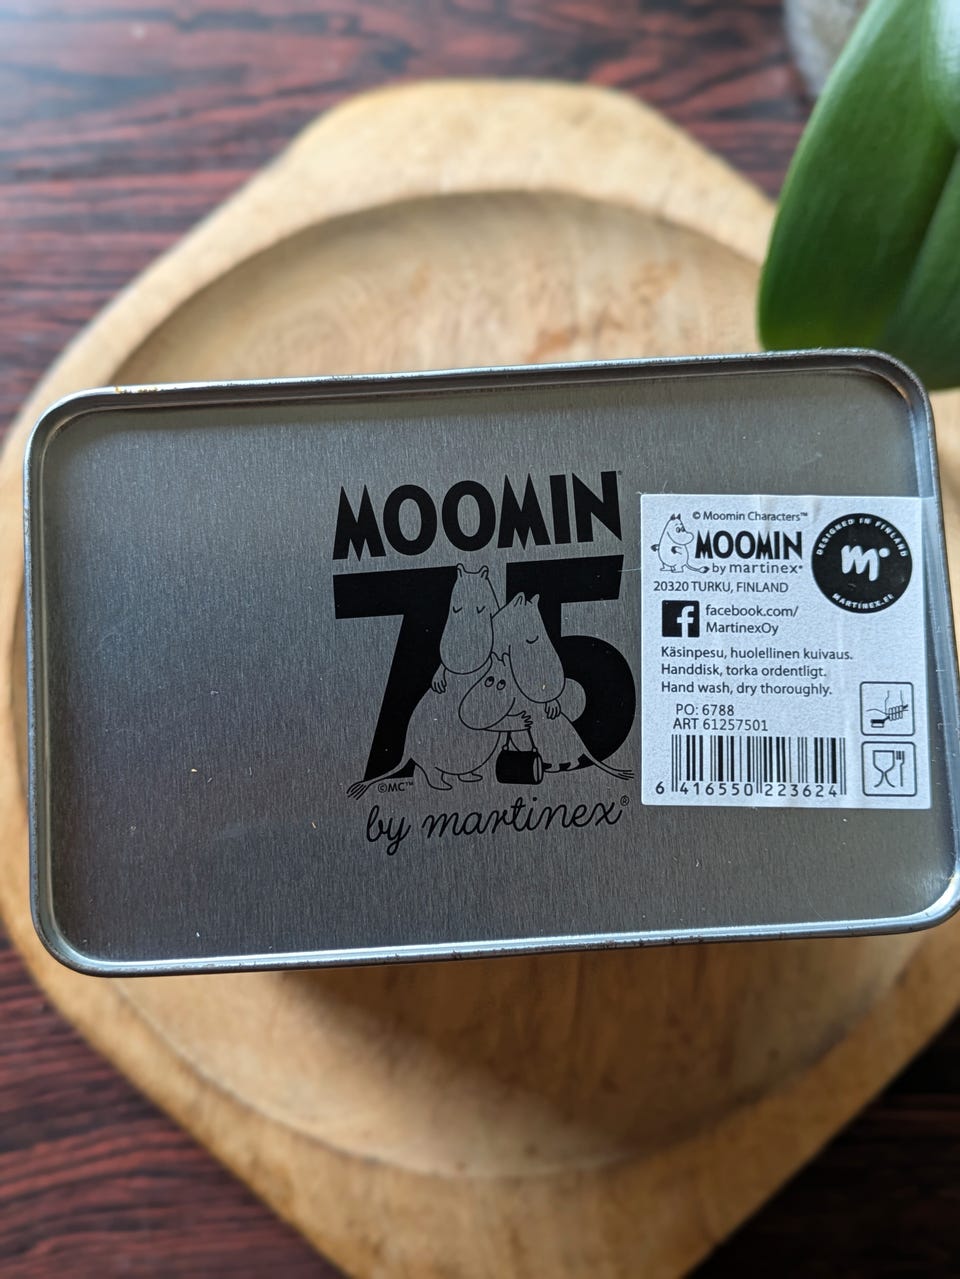 MOOMIN
75
©MC™
by martinex®
© Moomin Characters™
MOOMIN
by martinex®
20320 TURKU, FINLAND
facebook.com/
MartinexOy
Käsinpesu, huolellinen kuivaus.
Handdisk, torka ordentligt.
Hand wash, dry thoroughly.
PO: 6788
ART 61257501
6 416550 223624
DESIGNED IN FINLAND
m
MARTINEX.FI